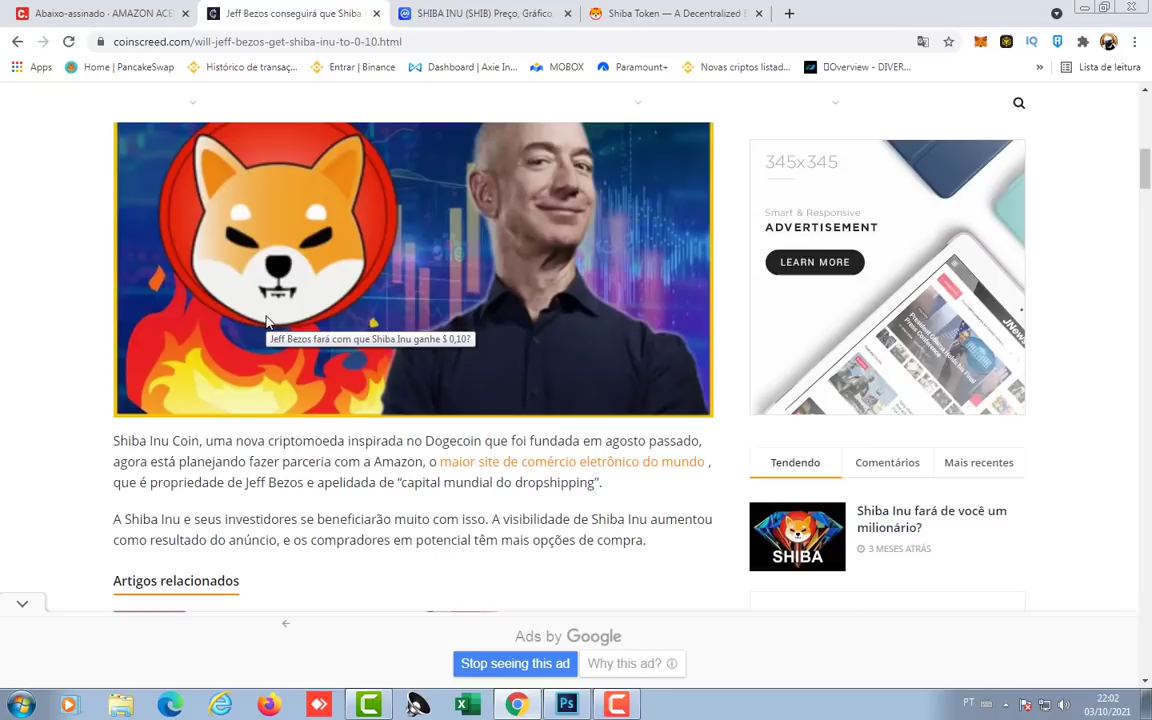 Abaixo-assinado · AMAZON ACE
Jeff Bezos conseguirá que Shiba
SHIBA INU (SHIB) Preço, Gráfico,
Shiba Token — A Decentralized
coinscreed.com/will-jeff-bezos-get-shiba-inu-to-0-10.html
Apps
Home | PancakeSwap
Histórico de transaç...
Entrar | Binance
Dashboard | Axie In...
MOBOX
Paramount+
Novas criptos listad...
Overview - DIVER...
»
Lista de leitura
Jeff Bezos fará com que Shiba Inu ganhe $ 0,10?
345x345
Smart & Responsive
ADVERTISEMENT
LEARN MORE
Shiba Inu Coin, uma nova criptomoeda inspirada no Dogecoin que foi fundada em agosto passado,
agora está planejando fazer parceria com a Amazon, o maior site de comércio eletrônico do mundo ,
que é propriedade de Jeff Bezos e apelidada de “capital mundial do dropshipping”.
A Shiba Inu e seus investidores se beneficiarão muito com isso. A visibilidade de Shiba Inu aumentou
como resultado do anúncio, e os compradores em potencial têm mais opções de compra.
Artigos relacionados
Tendendo
Comentários
Mais recentes
SHIBA
Shiba Inu fará de você um
milionário?
3 MESES ATRÁS
Ads by Google
Stop seeing this ad
Why this ad?
PT
22:02
03/10/2021